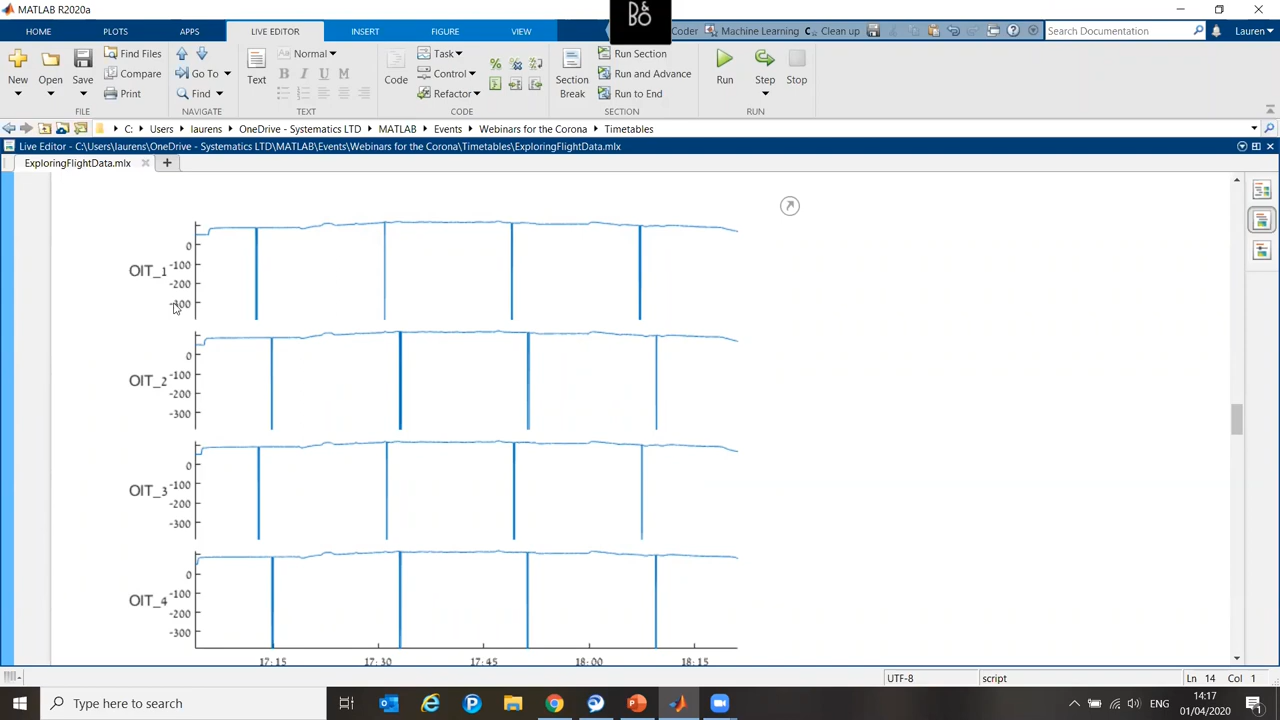 MATLAB R2020a
B&O
HOME PLOTS APPS LIVE EDITOR INSERT FIGURE VIEW Coder Machine Learning Clean up Search Documentation Lauren
New Open Save Find Files Compare Print Go To Find Text Normal B I U M Code Task Control Refactor Section Break Run Section Run and Advance Run to End Run Step Stop
FILE NAVIGATE TEXT CODE SECTION RUN
C: Users laurens OneDrive - Systematics LTD MATLAB Events Webinars for the Corona Timetables
Live Editor - C:\Users\laurens\OneDrive - Systematics LTD\MATLAB\Events\Webinars for the Corona\Timetables\ExploringFlightData.mlx
ExploringFlightData.mlx
OIT_1
0
-100
-200
OIT_2
0
-100
-200
-300
OIT_3
0
-100
-200
-300
OIT_4
0
-100
-200
-300
17:15 17:30 17:45 18:00 18:15
UTF-8 script Ln 14 Col 1
Type here to search ENG 14:17
01/04/2020